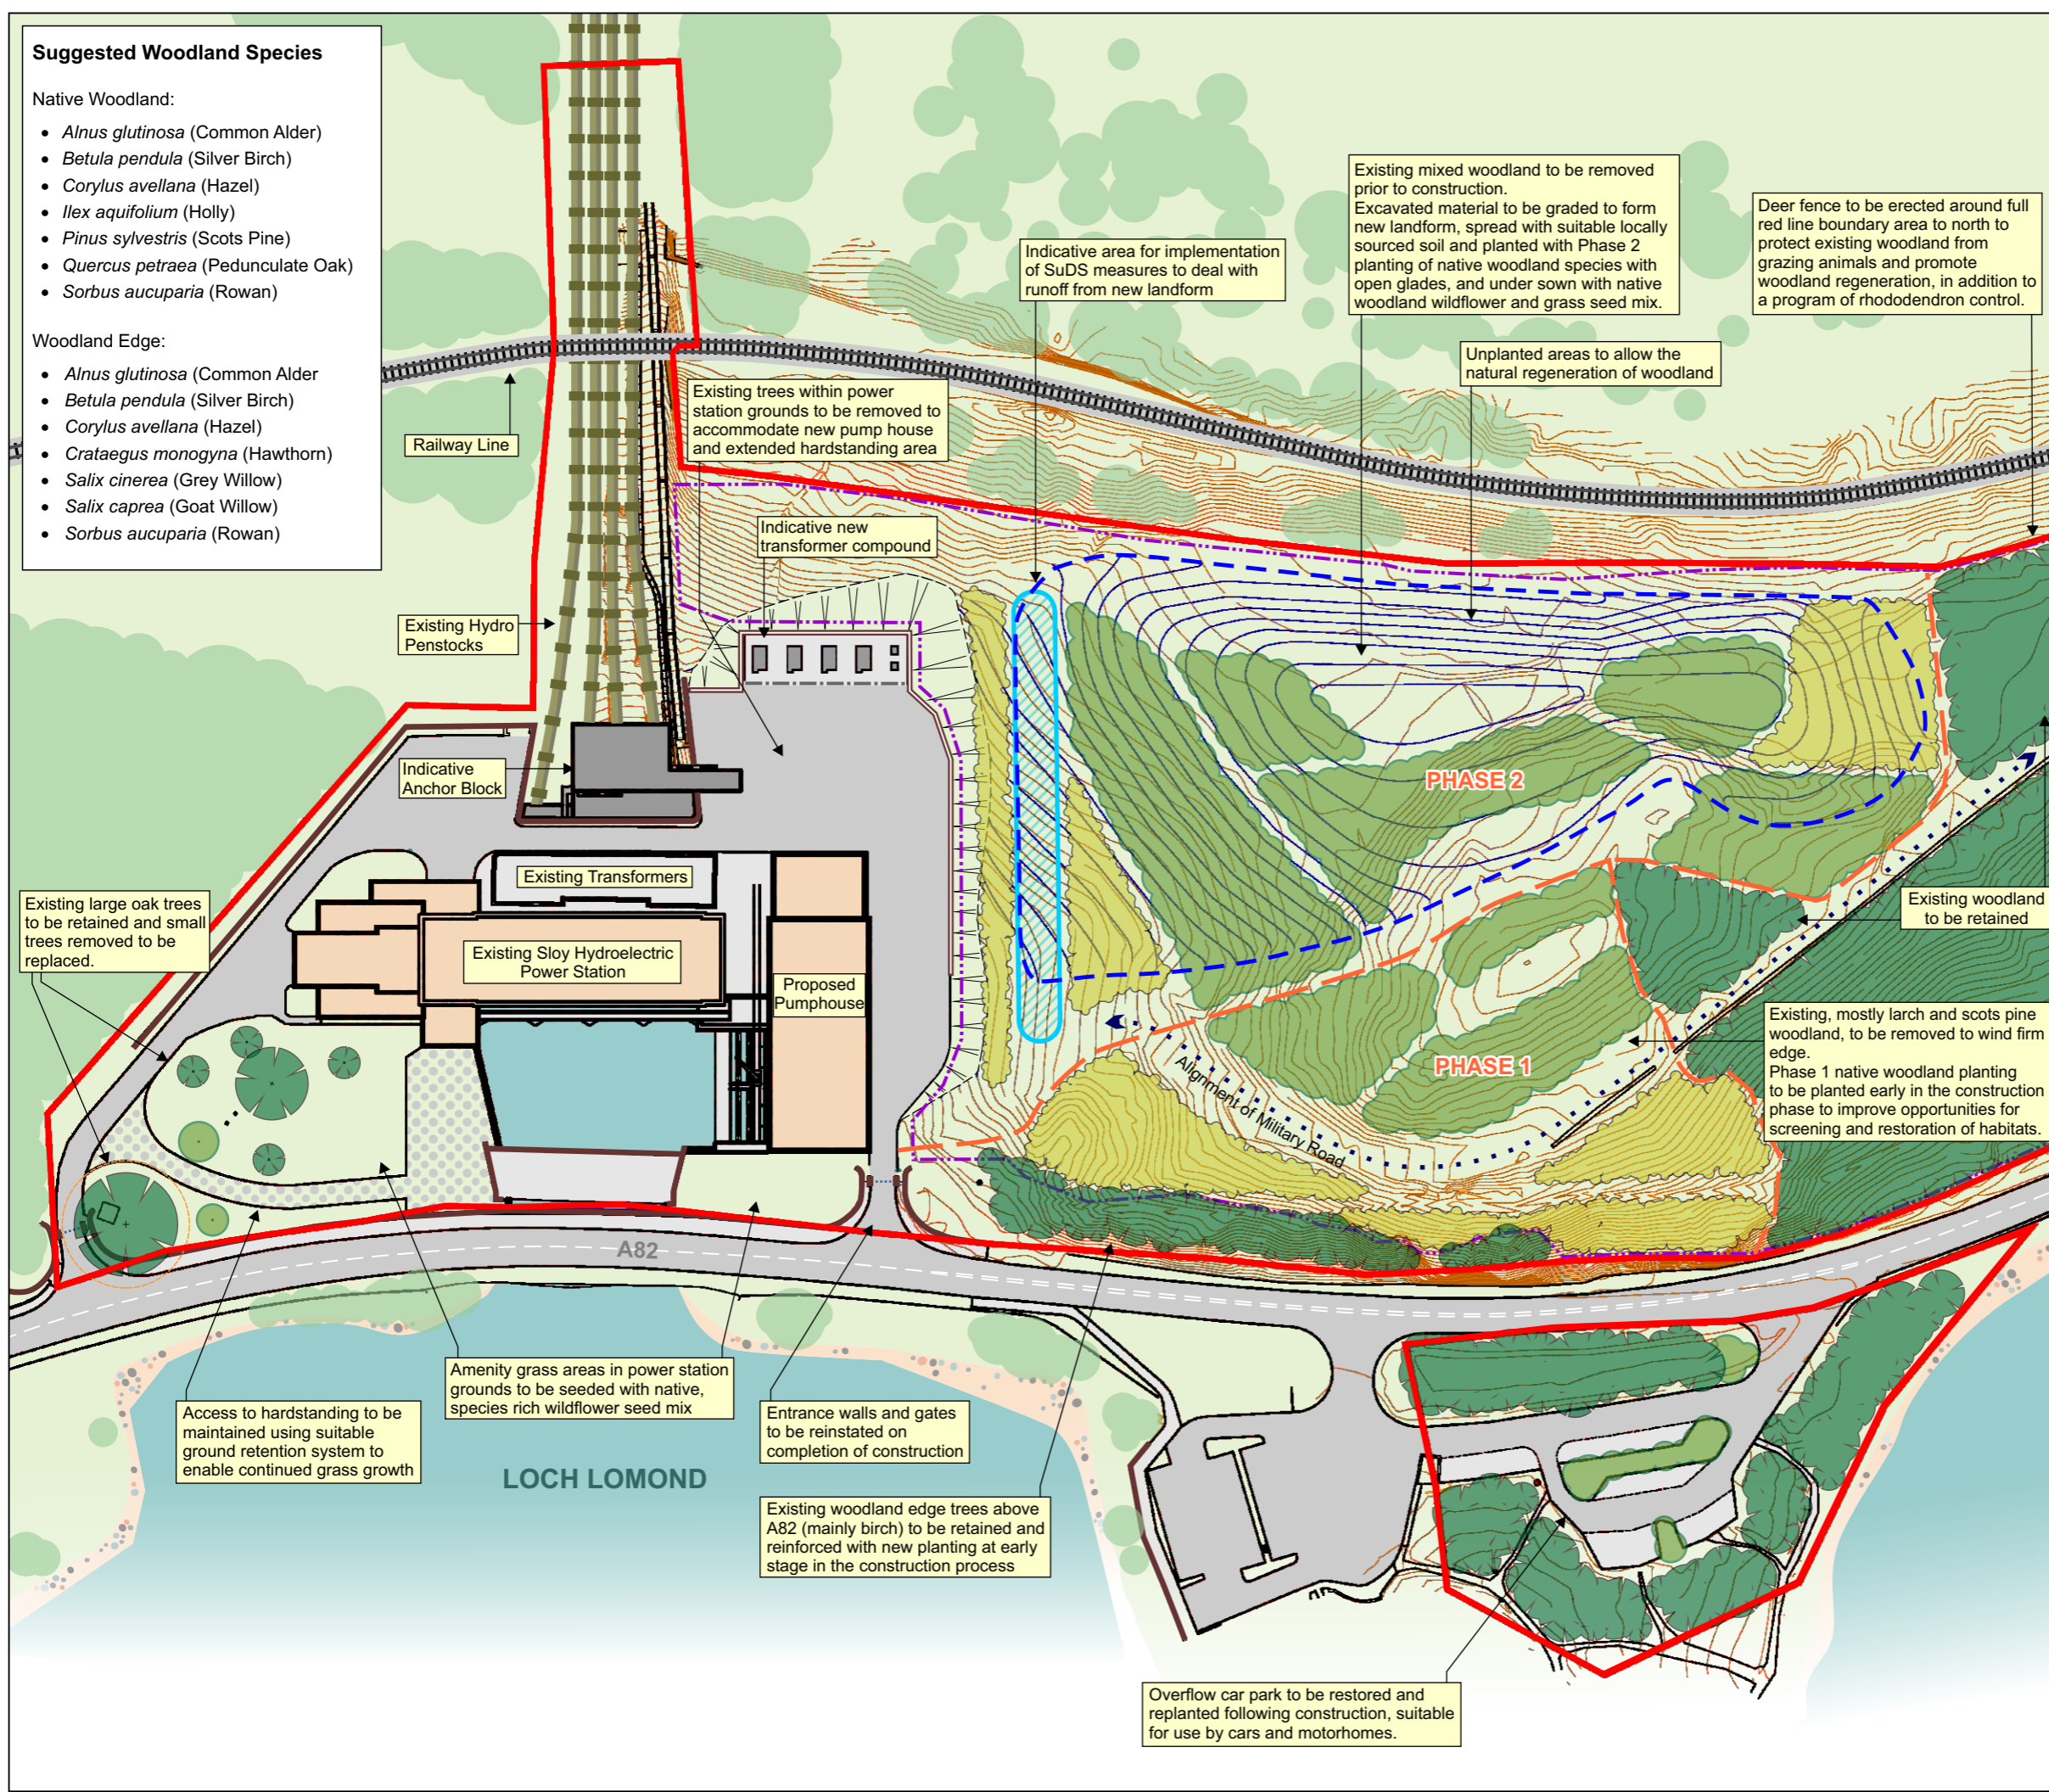 Suggested Woodland Species
Native Woodland:
• Alnus glutinosa (Common Alder)
• Betula pendula (Silver Birch)
• Corylus avellana (Hazel)
• Ilex aquifolium (Holly)
• Pinus sylvestris (Scots Pine)
• Quercus petraea (Pedunculate Oak)
• Sorbus aucuparia (Rowan)
Woodland Edge:
• Alnus glutinosa (Common Alder
• Betula pendula (Silver Birch)
• Corylus avellana (Hazel)
• Crataegus monogyna (Hawthorn)
• Salix cinerea (Grey Willow)
• Salix caprea (Goat Willow)
• Sorbus aucuparia (Rowan)
Existing mixed woodland to be removed
prior to construction.
Excavated material to be graded to form
new landform, spread with suitable locally
sourced soil and planted with Phase 2
planting of native woodland species with
open glades, and under sown with native
woodland wildflower and grass seed mix.
Deer fence to be erected around full
red line boundary area to north to
protect existing woodland from
grazing animals and promote
woodland regeneration, in addition to
a program of rhododendron control.
Indicative area for implementation
of SuDS measures to deal with
runoff from new landform
Unplanted areas to allow the
natural regeneration of woodland
Existing trees within power
station grounds to be removed to
accommodate new pump house
and extended hardstanding area
Railway Line
Indicative new
transformer compound
Existing Hydro
Penstocks
Indicative
Anchor Block
PHASE 2
Existing Transformers
Existing large oak trees
to be retained and small
trees removed to be
replaced.
Existing Sloy Hydroelectric
Power Station
Proposed
Pumphouse
Existing woodland
to be retained
Existing, mostly larch and scots pine
woodland, to be removed to wind firm
edge.
Phase 1 native woodland planting
to be planted early in the construction
phase to improve opportunities for
screening and restoration of habitats.
PHASE 1
Alignment of Military Road
A82
Amenity grass areas in power station
grounds to be seeded with native,
species rich wildflower seed mix
Access to hardstanding to be
maintained using suitable
ground retention system to
enable continued grass growth
Entrance walls and gates
to be reinstated on
completion of construction
LOCH LOMOND
Existing woodland edge trees above
A82 (mainly birch) to be retained and
reinforced with new planting at early
stage in the construction process
Overflow car park to be restored and
replanted following construction, suitable
for use by cars and motorhomes.